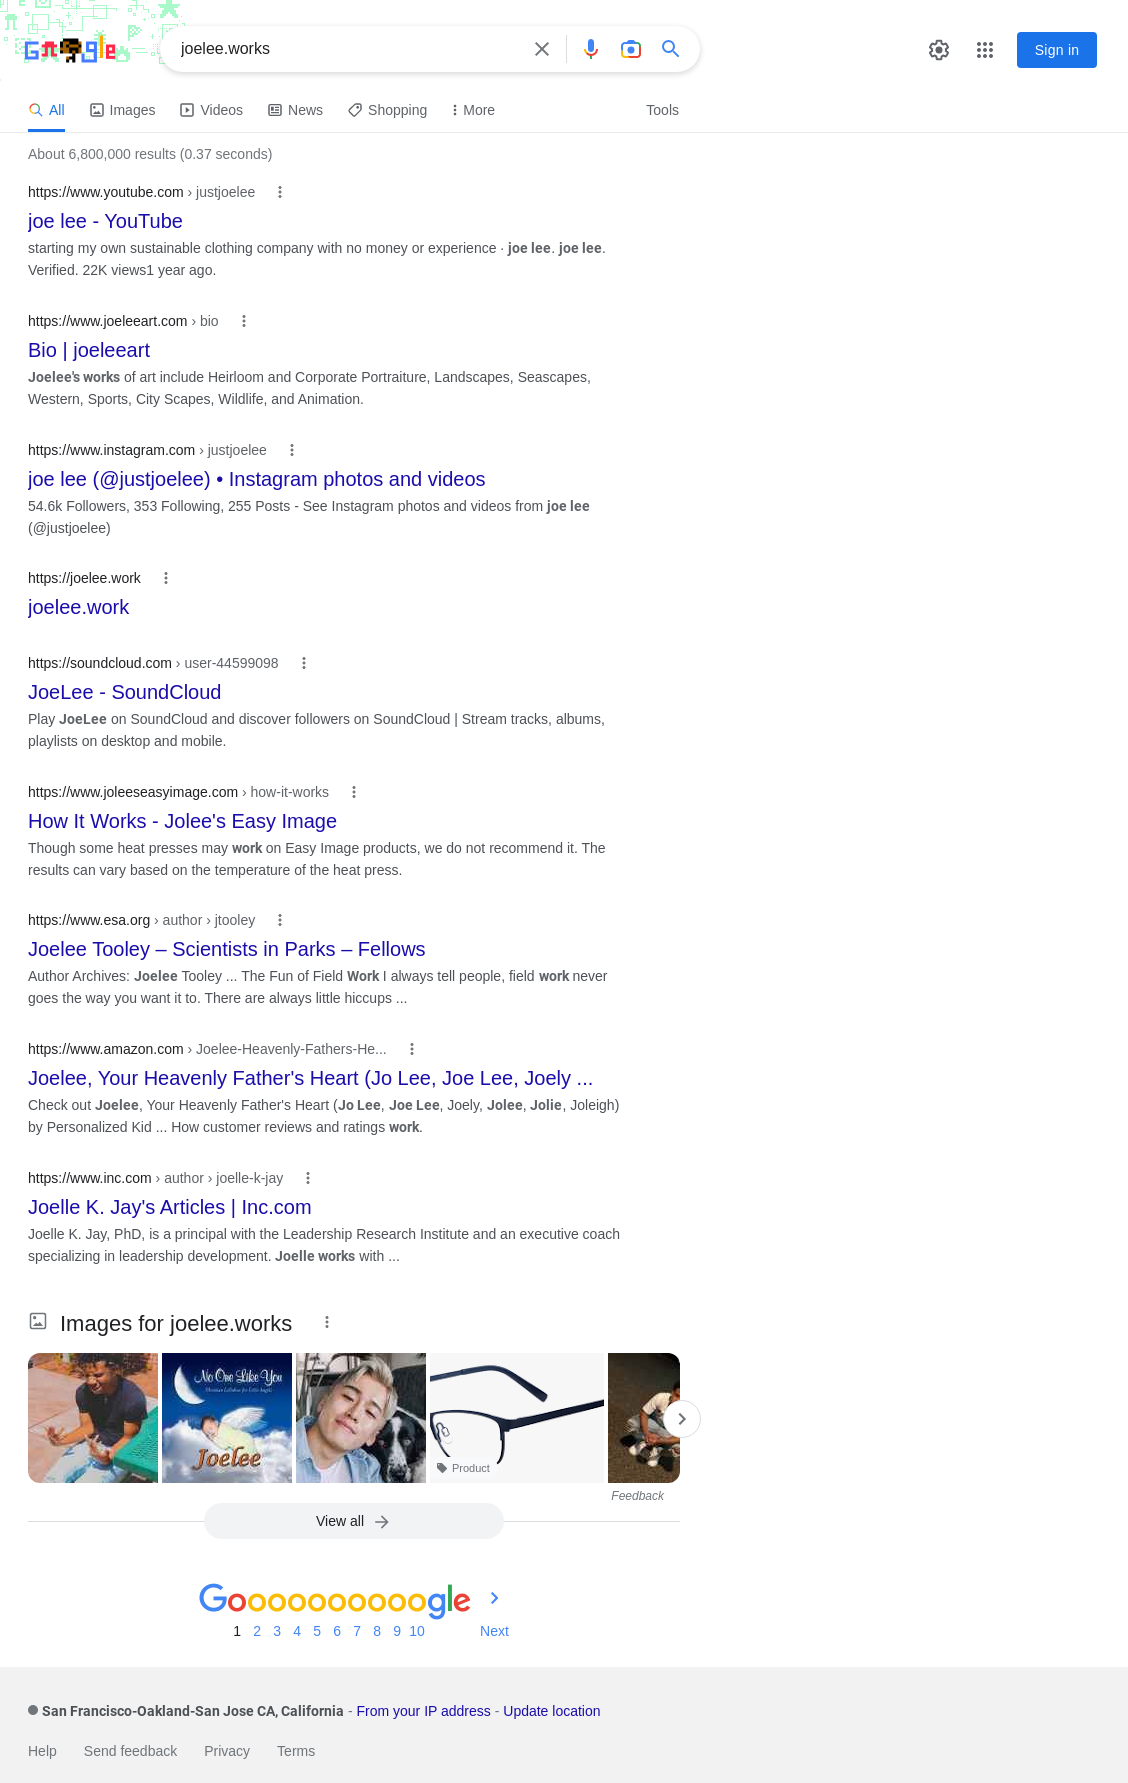 Google
joelee.works
Sign in
All Images Videos News Shopping More Tools
About 6,800,000 results (0.37 seconds)
https://www.youtube.com › justjoelee
joe lee - YouTube
starting my own sustainable clothing company with no money or experience · joe lee. joe lee.
Verified. 22K views1 year ago.
https://www.joeleeart.com › bio
Bio | joeleeart
Joelee's works of art include Heirloom and Corporate Portraiture, Landscapes, Seascapes,
Western, Sports, City Scapes, Wildlife, and Animation.
https://www.instagram.com › justjoelee
joe lee (@justjoelee) • Instagram photos and videos
54.6k Followers, 353 Following, 255 Posts - See Instagram photos and videos from joe lee
(@justjoelee)
https://joelee.work
joelee.work
https://soundcloud.com › user-44599098
JoeLee - SoundCloud
Play JoeLee on SoundCloud and discover followers on SoundCloud | Stream tracks, albums,
playlists on desktop and mobile.
https://www.joleeseasyimage.com › how-it-works
How It Works - Jolee's Easy Image
Though some heat presses may work on Easy Image products, we do not recommend it. The
results can vary based on the temperature of the heat press.
https://www.esa.org › author › jtooley
Joelee Tooley – Scientists in Parks – Fellows
Author Archives: Joelee Tooley ... The Fun of Field Work I always tell people, field work never
goes the way you want it to. There are always little hiccups ...
https://www.amazon.com › Joelee-Heavenly-Fathers-He...
Joelee, Your Heavenly Father's Heart (Jo Lee, Joe Lee, Joely ...
Check out Joelee, Your Heavenly Father's Heart (Jo Lee, Joe Lee, Joely, Jolee, Jolie, Joleigh)
by Personalized Kid ... How customer reviews and ratings work.
https://www.inc.com › author › joelle-k-jay
Joelle K. Jay's Articles | Inc.com
Joelle K. Jay, PhD, is a principal with the Leadership Research Institute and an executive coach
specializing in leadership development. Joelle works with ...
Images for joelee.works
No One Like You
Christian Lullabies for Little Angels
Joelee
Product
Feedback
View all
Goooooooooogle
1 2 3 4 5 6 7 8 9 10 Next
San Francisco-Oakland-San Jose CA, California - From your IP address - Update location
Help Send feedback Privacy Terms